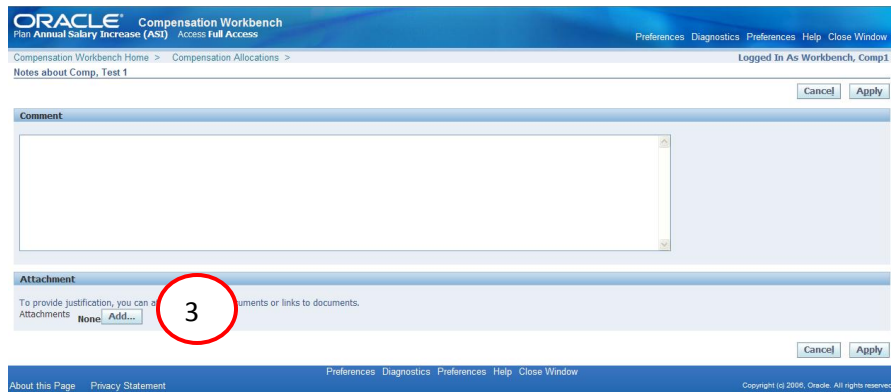 ORACLE® Compensation Workbench
Plan Annual Salary Increase (ASI) Access Full Access
Preferences Diagnostics Preferences Help Close Window
Compensation Workbench Home > Compensation Allocations >
Logged In As Workbench, Comp1
Notes about Comp, Test 1
Cancel Apply
Comment
Attachment
To provide justification, you can a uments or links to documents.
Attachments None Add...
3
Cancel Apply
Preferences Diagnostics Preferences Help Close Window
About this Page Privacy Statement
Copyright (c) 2006, Oracle. All rights reserved